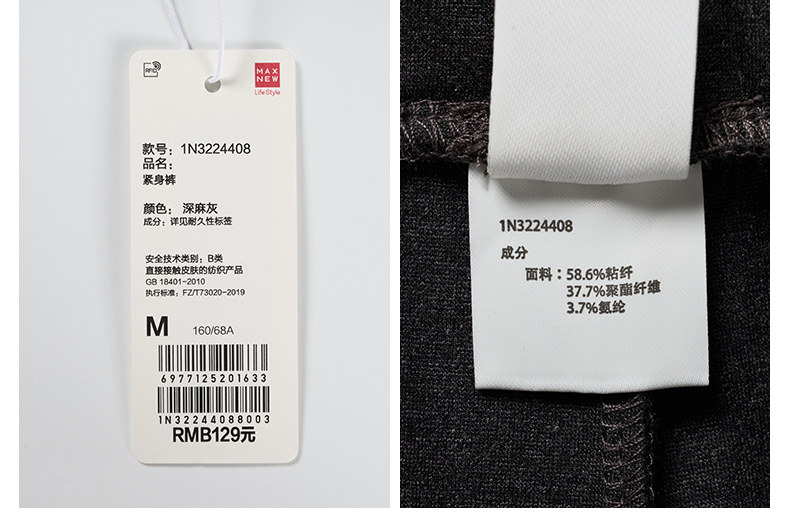 RFID
MAX
NEW
Life Style
款号：1N3224408
品名：
紧身裤
颜色：深麻灰
成分：详见耐久性标签
安全技术类别：B类
直接接触皮肤的纺织产品
GB 18401-2010
执行标准：FZ/T73020-2019
M 160/68A
6977125201633
1N32244088003
RMB129元
1N3224408
成分
面料：58.6%粘纤
37.7%聚酯纤维
3.7%氨纶